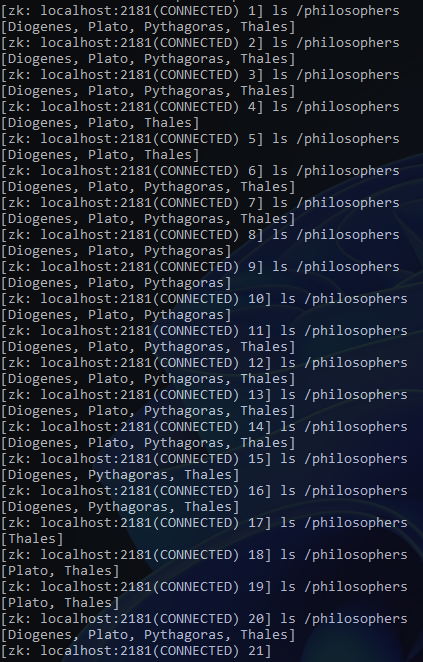 [zk: localhost:2181(CONNECTED) 1] ls /philosophers
[Diogenes, Plato, Pythagoras, Thales]
[zk: localhost:2181(CONNECTED) 2] ls /philosophers
[Diogenes, Plato, Pythagoras, Thales]
[zk: localhost:2181(CONNECTED) 3] ls /philosophers
[Diogenes, Plato, Pythagoras, Thales]
[zk: localhost:2181(CONNECTED) 4] ls /philosophers
[Diogenes, Plato, Thales]
[zk: localhost:2181(CONNECTED) 5] ls /philosophers
[Diogenes, Plato, Thales]
[zk: localhost:2181(CONNECTED) 6] ls /philosophers
[Diogenes, Plato, Pythagoras, Thales]
[zk: localhost:2181(CONNECTED) 7] ls /philosophers
[Diogenes, Plato, Pythagoras, Thales]
[zk: localhost:2181(CONNECTED) 8] ls /philosophers
[Diogenes, Plato, Pythagoras]
[zk: localhost:2181(CONNECTED) 9] ls /philosophers
[Diogenes, Plato, Pythagoras]
[zk: localhost:2181(CONNECTED) 10] ls /philosophers
[Diogenes, Plato, Pythagoras]
[zk: localhost:2181(CONNECTED) 11] ls /philosophers
[Diogenes, Plato, Pythagoras, Thales]
[zk: localhost:2181(CONNECTED) 12] ls /philosophers
[Diogenes, Plato, Pythagoras, Thales]
[zk: localhost:2181(CONNECTED) 13] ls /philosophers
[Diogenes, Plato, Pythagoras, Thales]
[zk: localhost:2181(CONNECTED) 14] ls /philosophers
[Diogenes, Plato, Pythagoras, Thales]
[zk: localhost:2181(CONNECTED) 15] ls /philosophers
[Diogenes, Pythagoras, Thales]
[zk: localhost:2181(CONNECTED) 16] ls /philosophers
[Diogenes, Pythagoras, Thales]
[zk: localhost:2181(CONNECTED) 17] ls /philosophers
[Thales]
[zk: localhost:2181(CONNECTED) 18] ls /philosophers
[Plato, Thales]
[zk: localhost:2181(CONNECTED) 19] ls /philosophers
[Plato, Thales]
[zk: localhost:2181(CONNECTED) 20] ls /philosophers
[Diogenes, Plato, Pythagoras, Thales]
[zk: localhost:2181(CONNECTED) 21]